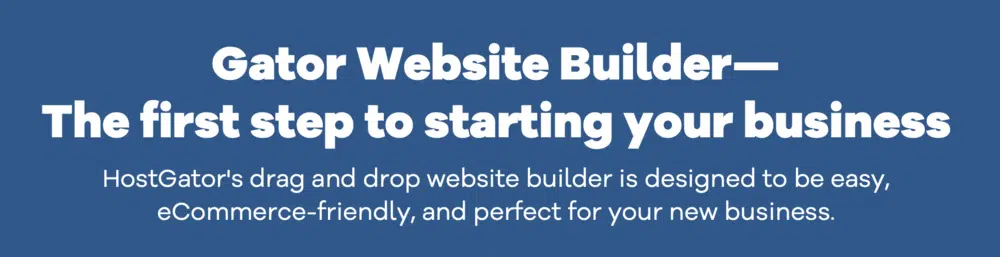 Gator Website Builder—
The first step to starting your business
HostGator's drag and drop website builder is designed to be easy,
eCommerce-friendly, and perfect for your new business.